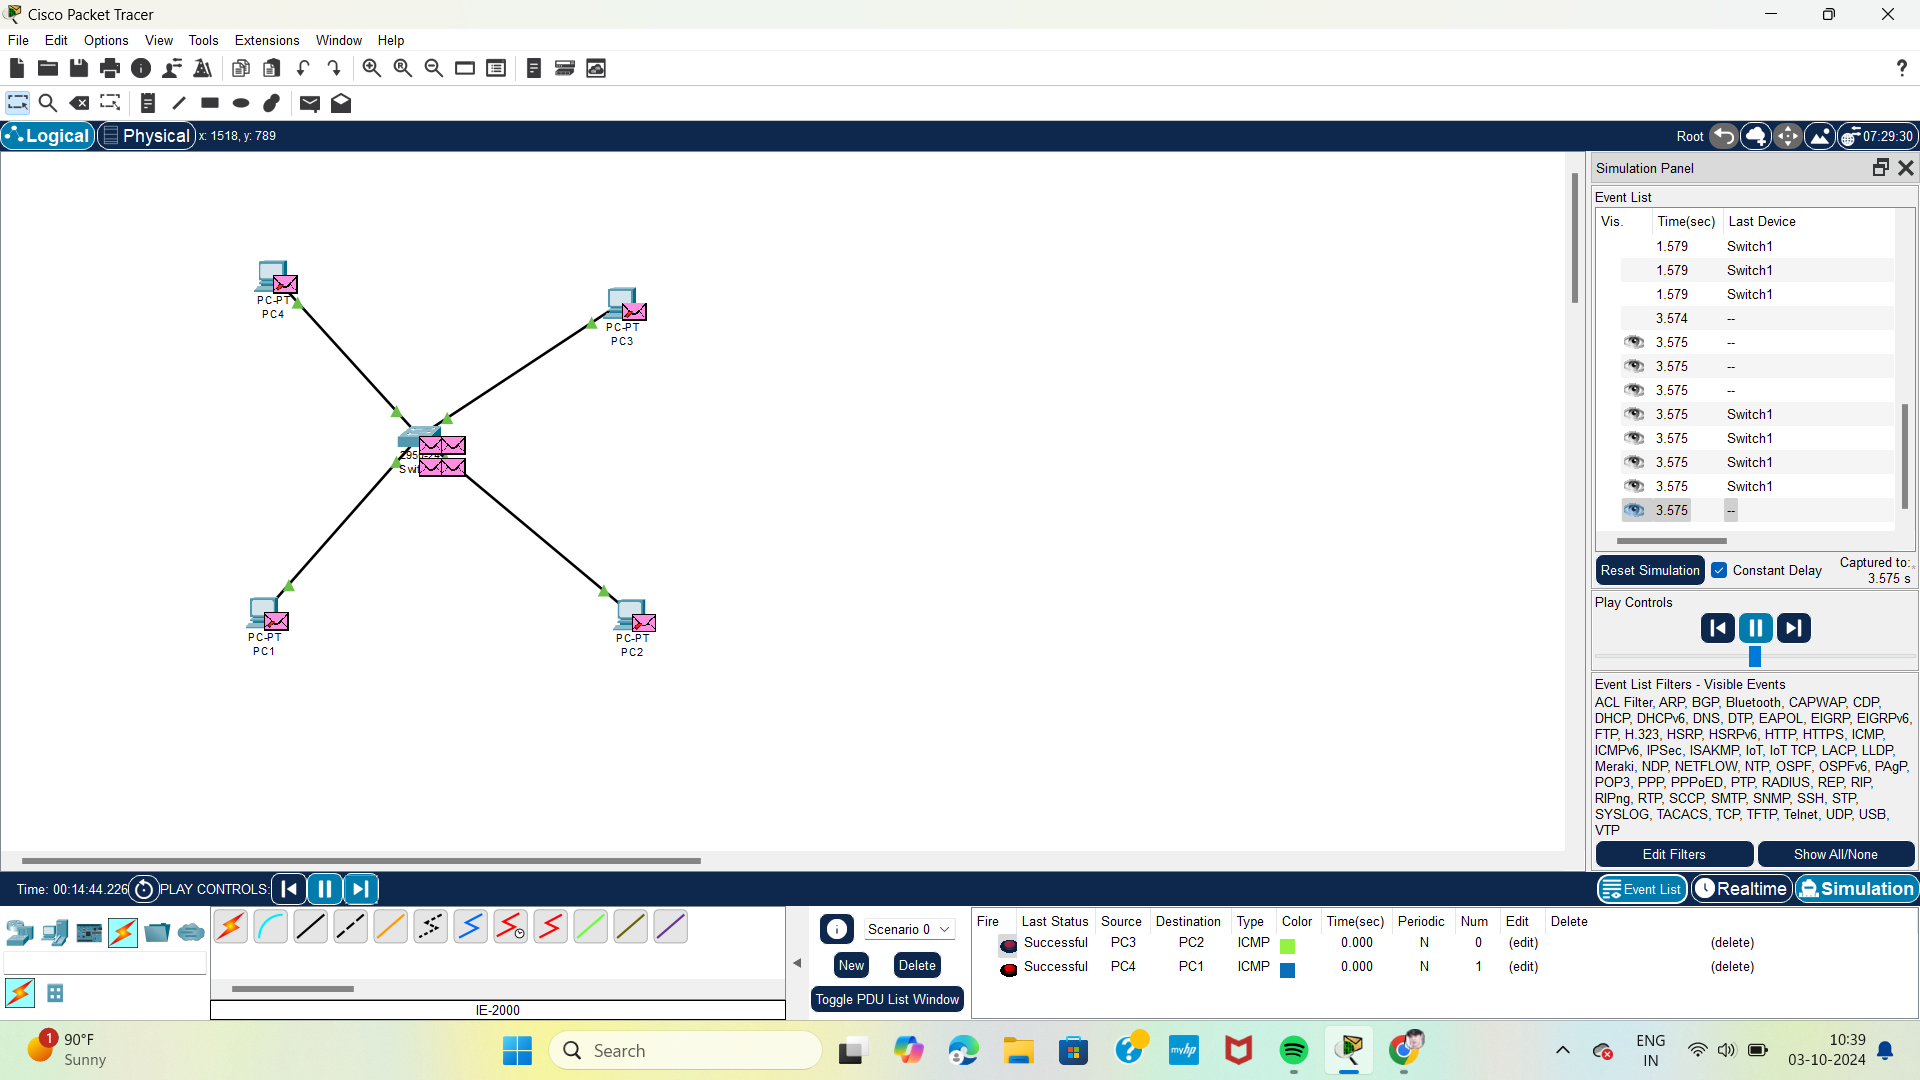 Cisco Packet Tracer
File Edit Options View Tools Extensions Window Help
Logical Physical x: 1518, y: 789 Root 07:29:30
PC-PT
PC4
PC-PT
PC3
PC-PT
PC1
PC-PT
PC2
Simulation Panel
Event List
Vis. Time(sec) Last Device
1.579 Switch1
1.579 Switch1
1.579 Switch1
3.574 --
3.575 --
3.575 --
3.575 --
3.575 Switch1
3.575 Switch1
3.575 Switch1
3.575 Switch1
3.575 --
Reset Simulation Constant Delay Captured to:
3.575 s
Play Controls
Event List Filters - Visible Events
ACL Filter, ARP, BGP, Bluetooth, CAPWAP, CDP,
DHCP, DHCPv6, DNS, DTP, EAPOL, EIGRP, EIGRPv6,
FTP, H.323, HSRP, HSRPv6, HTTP, HTTPS, ICMP,
ICMPv6, IPSec, ISAKMP, IoT, IoT TCP, LACP, LLDP,
Meraki, NDP, NETFLOW, NTP, OSPF, OSPFv6, PAgP,
POP3, PPP, PPPoED, PTP, RADIUS, REP, RIP,
RIPng, RTP, SCCP, SMTP, SNMP, SSH, STP,
SYSLOG, TACACS, TCP, TFTP, Telnet, UDP, USB,
VTP
Edit Filters Show All/None
Time: 00:14:44.226 PLAY CONTROLS: Event List Realtime Simulation
Scenario 0
New Delete
Toggle PDU List Window
IE-2000
Fire Last Status Source Destination Type Color Time(sec) Periodic Num Edit Delete
Successful PC3 PC2 ICMP 0.000 N 0 (edit) (delete)
Successful PC4 PC1 ICMP 0.000 N 1 (edit) (delete)
1 90°F
Sunny
Search
myhp
ENG
IN
10:39
03-10-2024